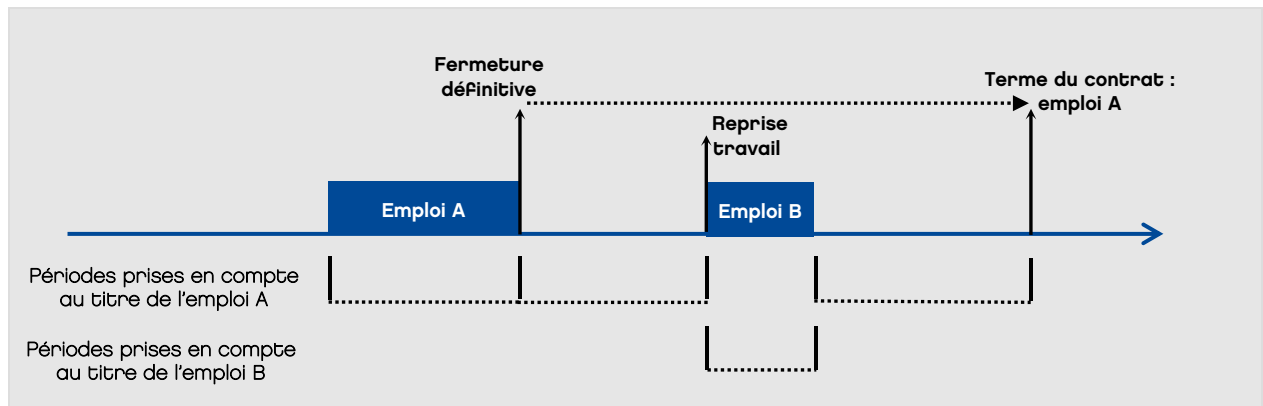 Fermeture
définitive
Terme du contrat :
emploi A
Reprise
travail
Emploi A
Emploi B
Périodes prises en compte
au titre de l'emploi A
Périodes prises en compte
au titre de l'emploi B